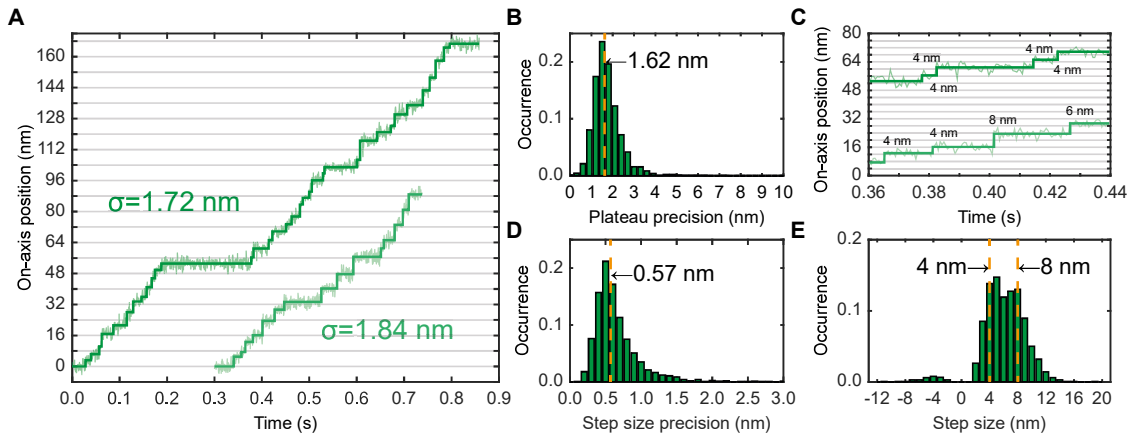 A
On-axis position (nm)
160
144
128
112
96
80
64
48
32
16
0
σ=1.72 nm
σ=1.84 nm
0.0 0.1 0.2 0.3 0.4 0.5 0.6 0.7 0.8 0.9
Time (s)
B
Occurrence
0.2
0.1
0.0
1.62 nm
0 1 2 3 4 5 6 7 8 9 10
Plateau precision (nm)
C
On-axis position (nm)
80
64
48
32
16
0
4 nm
4 nm
4 nm
4 nm
4 nm
4 nm
8 nm
6 nm
0.36 0.38 0.40 0.42 0.44
Time (s)
D
Occurrence
0.2
0.1
0.0
0.57 nm
0.0 0.5 1.0 1.5 2.0 2.5 3.0
Step size precision (nm)
E
Occurrence
0.2
0.1
0.0
4 nm
8 nm
-12 -8 -4 0 4 8 12 16 20
Step size (nm)